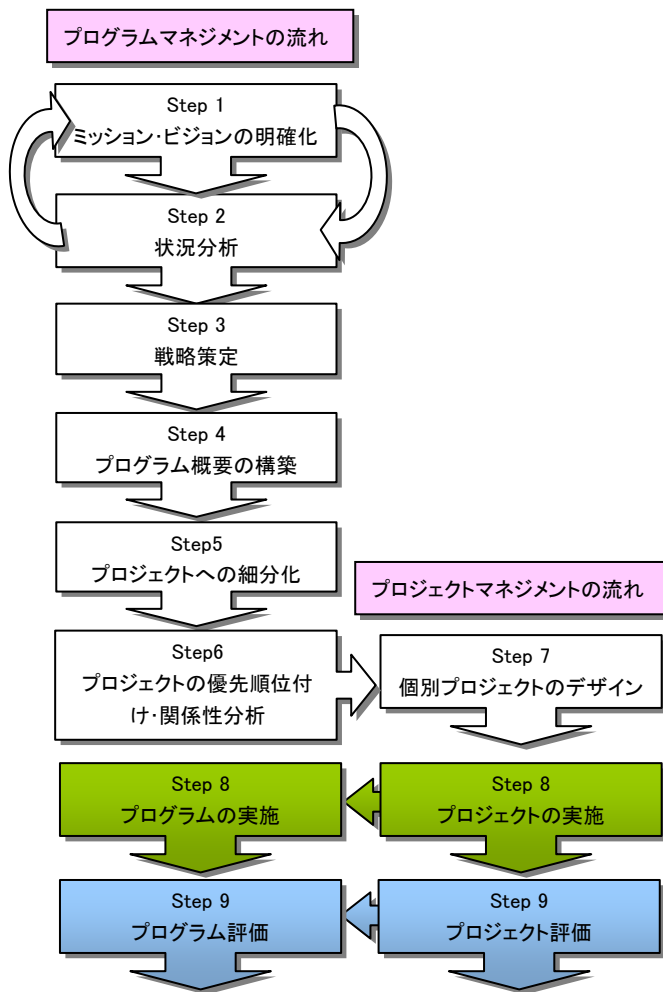 プログラムマネジメントの流れ
Step 1
ミッション・ビジョンの明確化
Step 2
状況分析
Step 3
戦略策定
Step 4
プログラム概要の構築
Step5
プロジェクトへの細分化
プロジェクトマネジメントの流れ
Step6
プロジェクトの優先順位付
け・関係性分析
Step 7
個別プロジェクトのデザイン
Step 8
プログラムの実施
Step 8
プロジェクトの実施
Step 9
プログラム評価
Step 9
プロジェクト評価